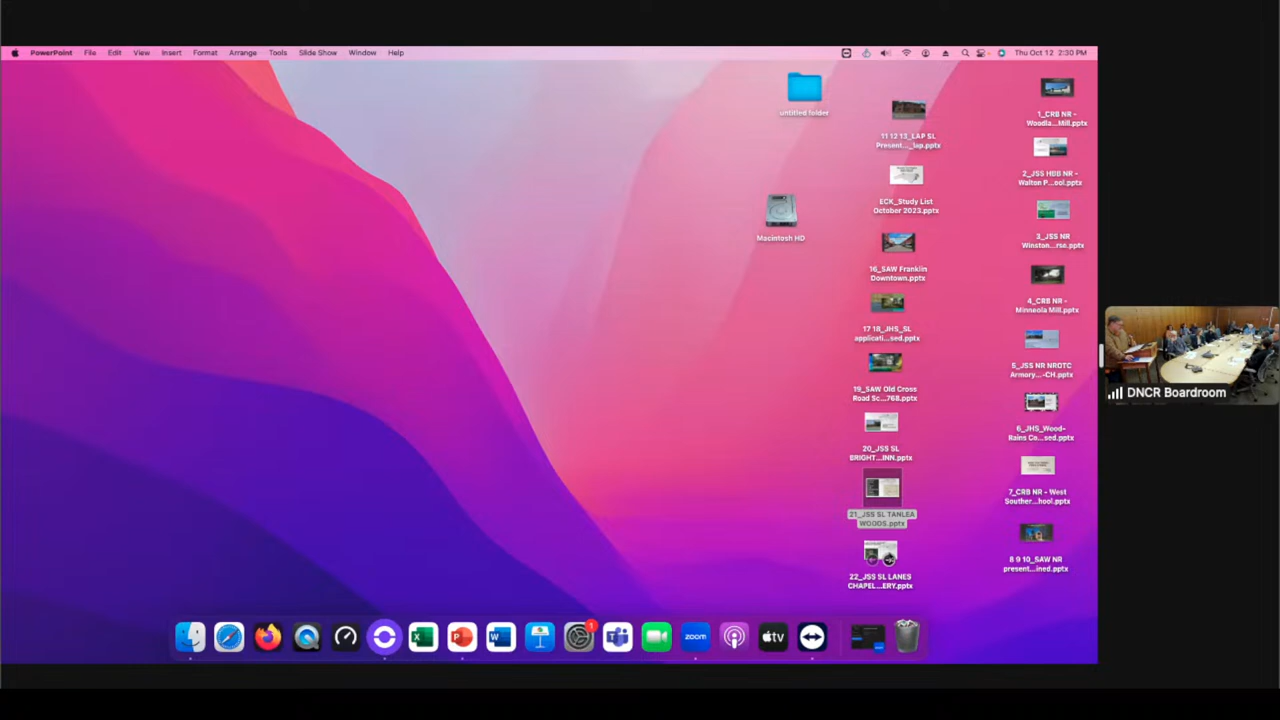 PowerPoint File Edit View Insert Format Arrange Tools Slide Show Window Help
Thu Oct 12 2:30 PM
untitled folder
Macintosh HD
11 12 13_LAP SL
Present..._lap.pptx
ECK_Study List
October 2023.pptx
16_SAW Franklin
Downtown.pptx
17 18_JHS_SL
applicati...sed.pptx
19_SAW Old Cross
Road Sc...768.pptx
20_JSS SL
BRIGHT...INN.pptx
21_JSS SL TANLEA
WOODS.pptx
22_JSS SL LANES
CHAPEL...ERY.pptx
1_CRB NR -
Woodla...Mill.pptx
2_JSS HBB NR -
Walton P...ool.pptx
3_JSS NR
Winston...rse.pptx
4_CRB NR -
Minneola Mill.pptx
5_JSS NR NROTC
Armory...-CH.pptx
6_JHS_Wood-
Rains Co...sed.pptx
7_CRB NR - West
Souther...hool.pptx
8 9 10_SAW NR
present...ined.pptx
DNCR Boardroom
1
zoom
tv